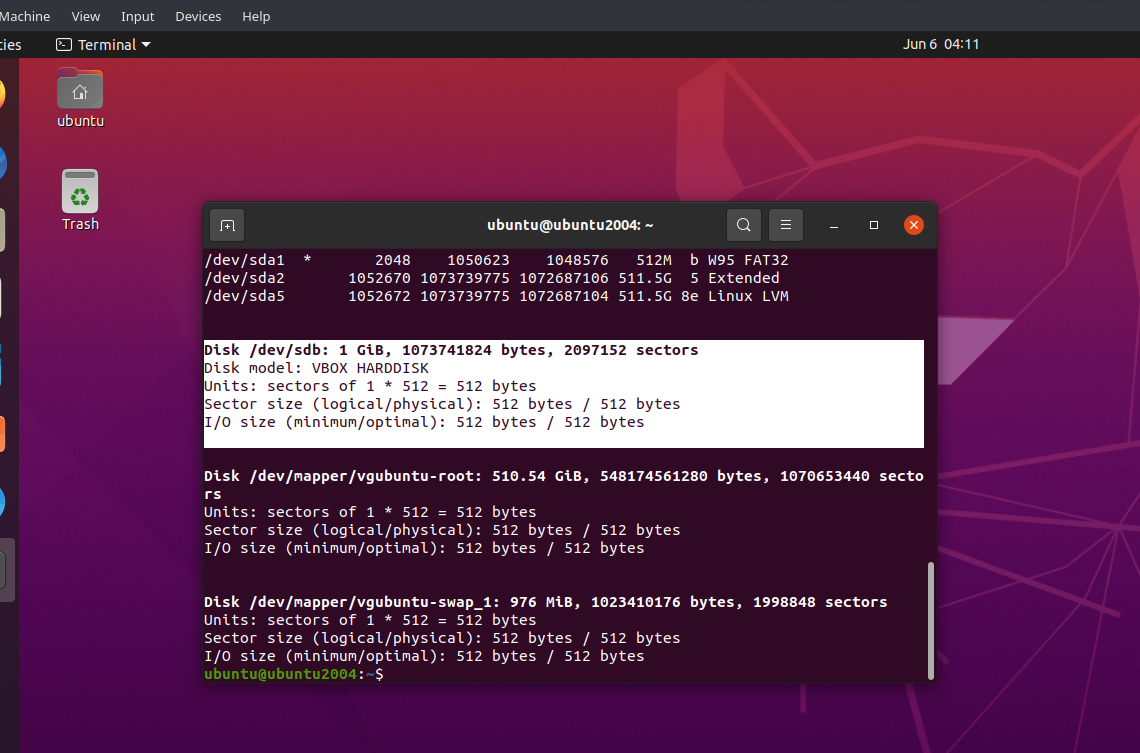 Machine View Input Devices Help
ties Terminal Jun 6 04:11
ubuntu
Trash
ubuntu@ubuntu2004: ~
/dev/sda1  *       2048    1050623    1048576   512M  b W95 FAT32
/dev/sda2       1052670 1073739775 1072687106 511.5G  5 Extended
/dev/sda5       1052672 1073739775 1072687104 511.5G 8e Linux LVM
Disk /dev/sdb: 1 GiB, 1073741824 bytes, 2097152 sectors
Disk model: VBOX HARDDISK
Units: sectors of 1 * 512 = 512 bytes
Sector size (logical/physical): 512 bytes / 512 bytes
I/O size (minimum/optimal): 512 bytes / 512 bytes
Disk /dev/mapper/vgubuntu-root: 510.54 GiB, 548174561280 bytes, 1070653440 secto
rs
Units: sectors of 1 * 512 = 512 bytes
Sector size (logical/physical): 512 bytes / 512 bytes
I/O size (minimum/optimal): 512 bytes / 512 bytes
Disk /dev/mapper/vgubuntu-swap_1: 976 MiB, 1023410176 bytes, 1998848 sectors
Units: sectors of 1 * 512 = 512 bytes
Sector size (logical/physical): 512 bytes / 512 bytes
I/O size (minimum/optimal): 512 bytes / 512 bytes
ubuntu@ubuntu2004:~$